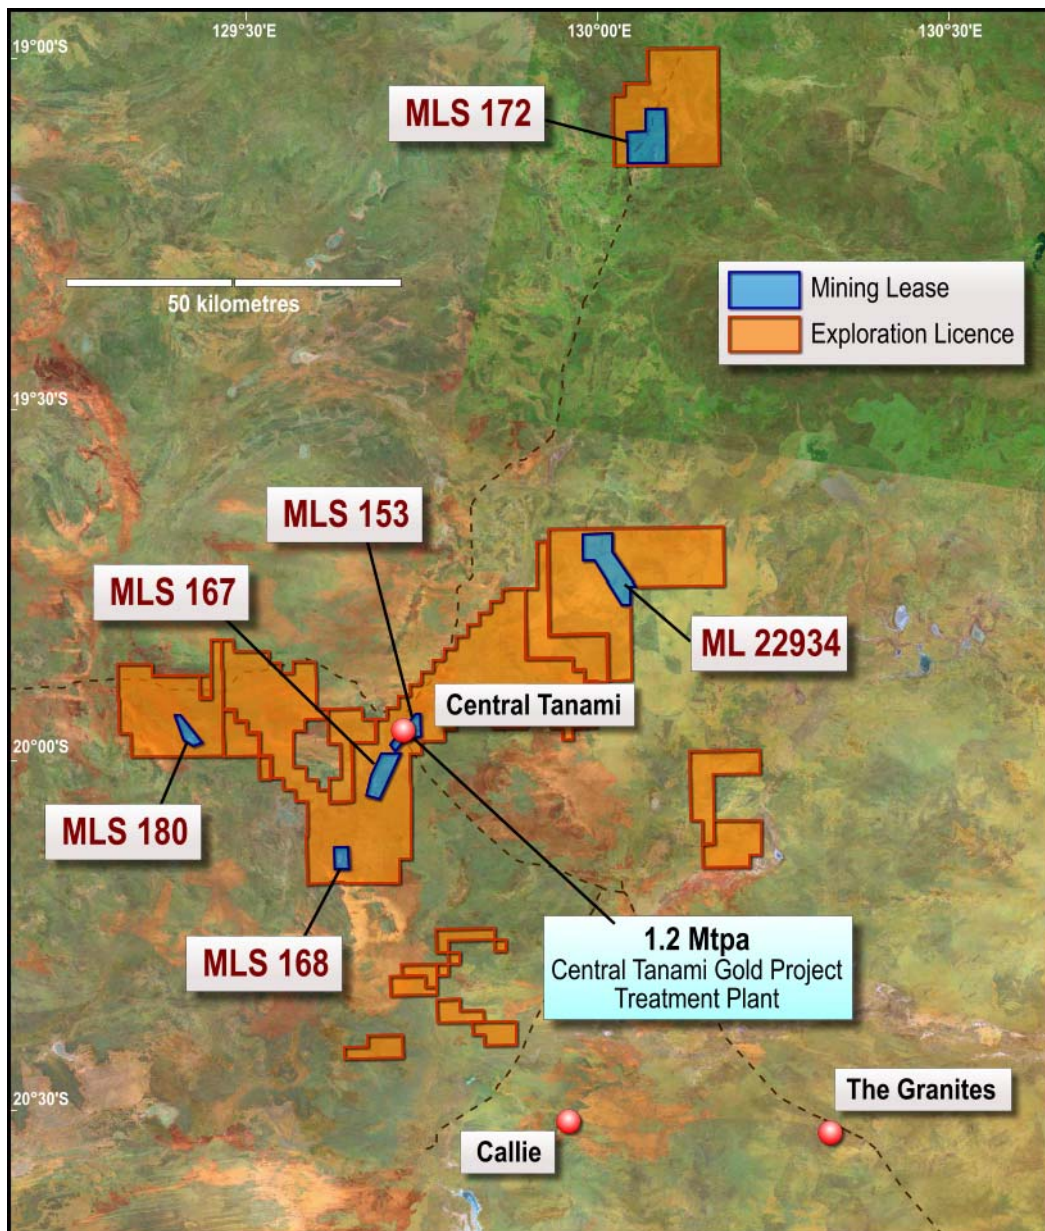 129°30'E
130°00'E
130°30'E
19°00'S
MLS 172
Mining Lease
Exploration Licence
50 kilometres
19°30'S
MLS 153
MLS 167
ML 22934
Central Tanami
20°00'S
MLS 180
MLS 168
1.2 Mtpa
Central Tanami Gold Project
Treatment Plant
The Granites
20°30'S
Callie